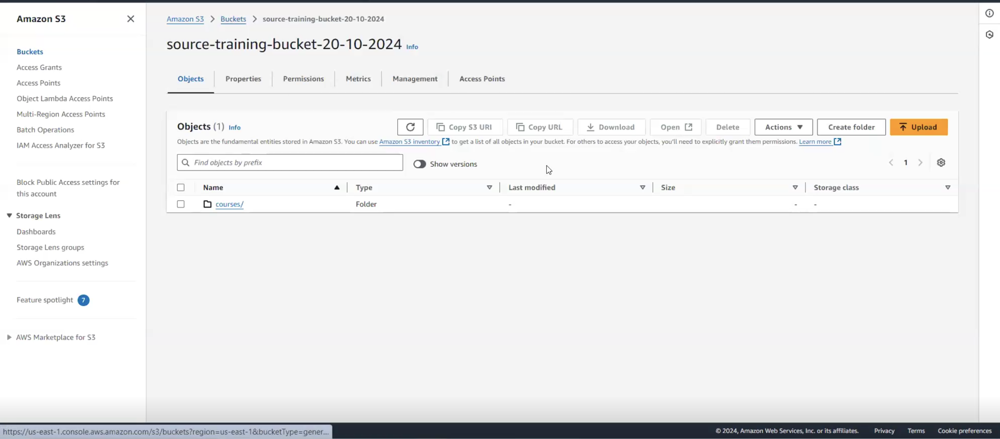 Amazon S3
Buckets
Access Grants
Access Points
Object Lambda Access Points
Multi-Region Access Points
Batch Operations
IAM Access Analyzer for S3
Block Public Access settings for
this account
Storage Lens
Dashboards
Storage Lens groups
AWS Organizations settings
Feature spotlight 7
AWS Marketplace for S3
Amazon S3 > Buckets > source-training-bucket-20-10-2024
source-training-bucket-20-10-2024 Info
Objects Properties Permissions Metrics Management Access Points
Objects (1) Info Copy S3 URI Copy URL Download Open Delete Actions Create folder Upload
Objects are the fundamental entities stored in Amazon S3. You can use Amazon S3 inventory to get a list of all objects in your bucket. For others to access your objects, you'll need to explicitly grant them permissions. Learn more
Find objects by prefix Show versions 1
Name Type Last modified Size Storage class
courses/ Folder - - -
https://us-east-1.console.aws.amazon.com/s3/buckets?region=us-east-1&bucketType=gener...
© 2024, Amazon Web Services, Inc. or its affiliates. Privacy Terms Cookie preferences